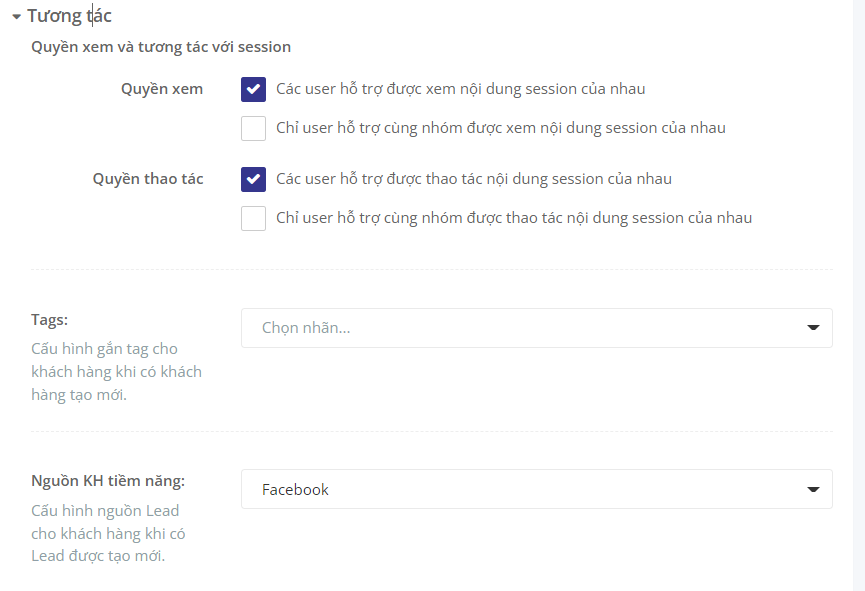 Tương tác
Quyền xem và tương tác với session
Quyền xem
Các user hỗ trợ được xem nội dung session của nhau
Chỉ user hỗ trợ cùng nhóm được xem nội dung session của nhau
Quyền thao tác
Các user hỗ trợ được thao tác nội dung session của nhau
Chỉ user hỗ trợ cùng nhóm được thao tác nội dung session của nhau
Tags:
Chọn nhãn...
Cấu hình gắn tag cho
khách hàng khi có khách
hàng tạo mới.
Nguồn KH tiềm năng:
Facebook
Cấu hình nguồn Lead
cho khách hàng khi có
Lead được tạo mới.